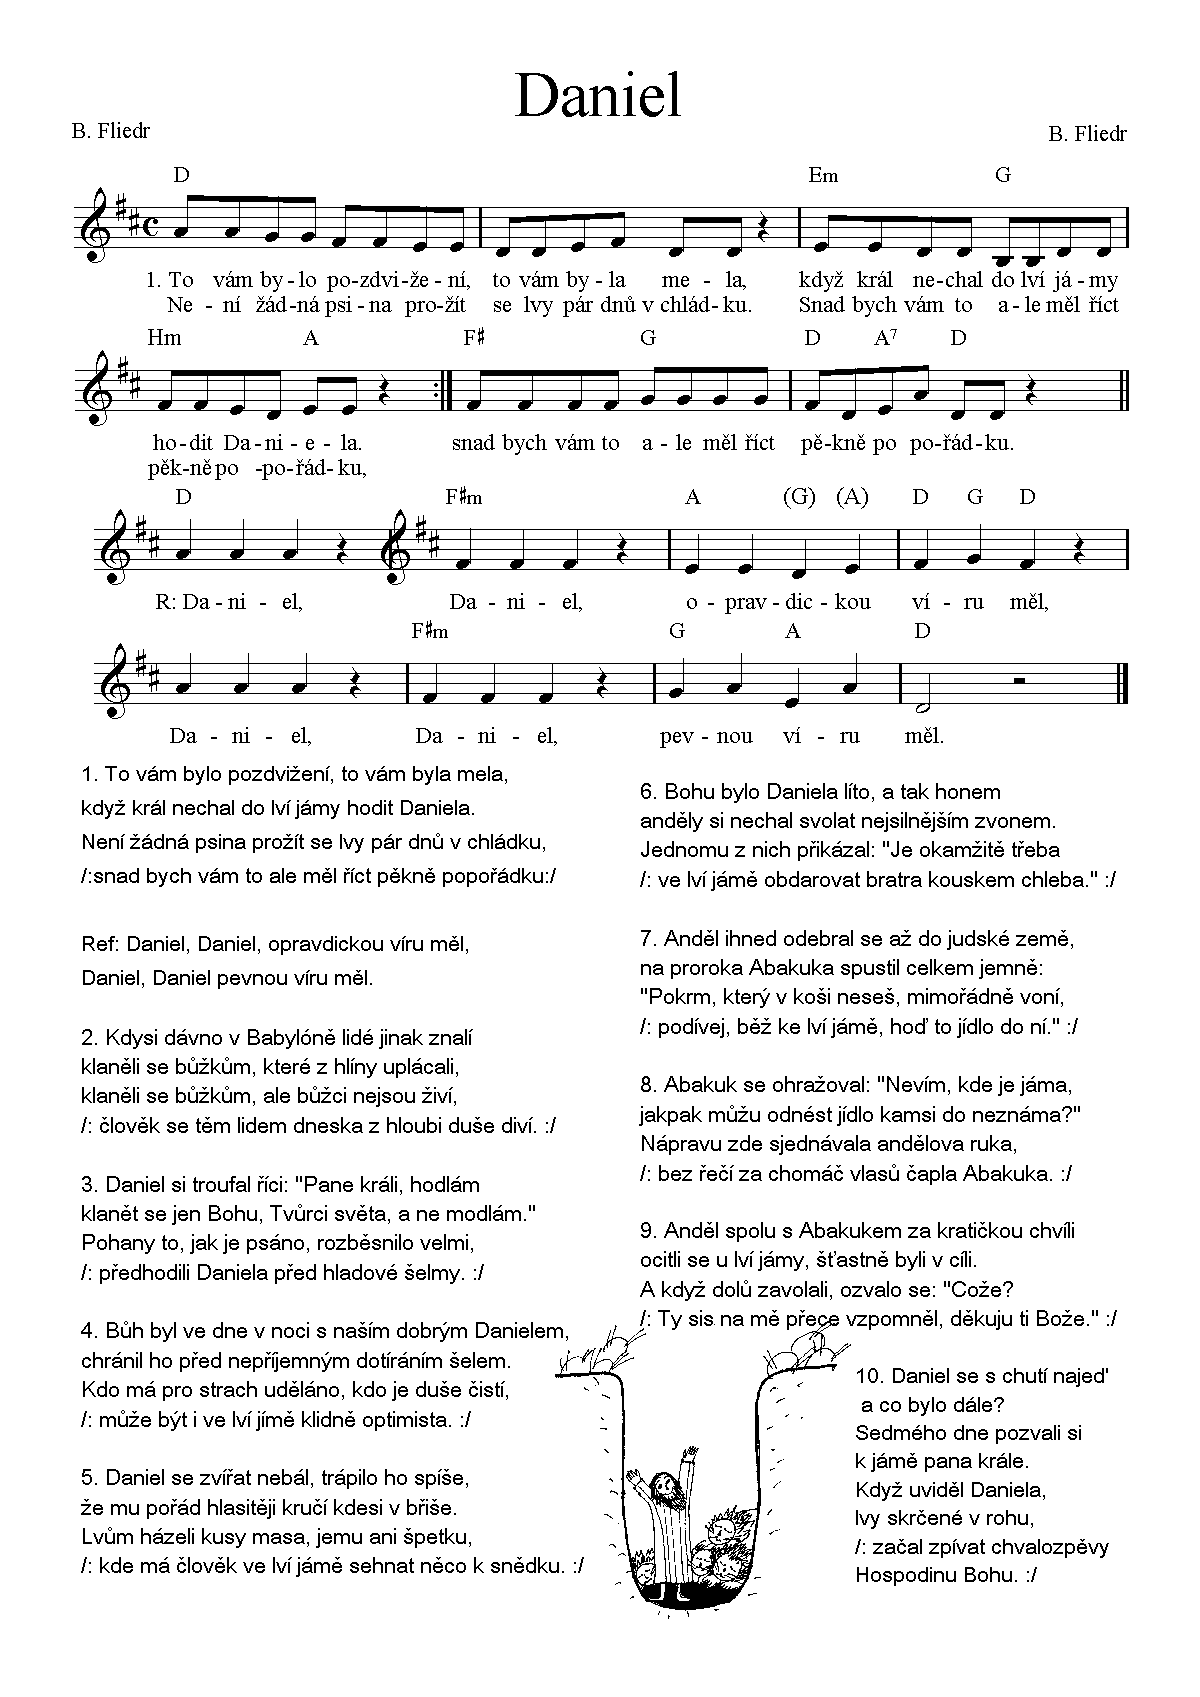 Daniel
B. Fliedr
B. Fliedr
D Em G
1. To vám by - lo po-zdvi-že-ní, to vám by - la me - la, když král ne-chal do lví já-my
Ne - ní žád-ná psi-na pro-žít se lvy pár dnů v chlád-ku. Snad bych vám to a-le měl říct
Hm A F♯ G D A7 D
ho-dit Da-ni-e-la. snad bych vám to a-le měl říct pě-kně po po-řád-ku.
pěk-ně po -po-řád-ku,
D F♯m A (G) (A) D G D
R: Da-ni-el, Da-ni-el, o-prav-dic-kou ví-ru měl,
F♯m G A D
Da-ni-el, Da-ni-el, pev-nou ví-ru měl.
1. To vám bylo pozdvižení, to vám byla mela,
když král nechal do lví jámy hodit Daniela.
Není žádná psina prožít se lvy pár dnů v chládku,
/:snad bych vám to ale měl říct pěkně popořádku:/
Ref: Daniel, Daniel, opravdickou víru měl,
Daniel, Daniel pevnou víru měl.
2. Kdysi dávno v Babylóně lidé jinak znalí
klaněli se bůžkům, které z hlíny uplácali,
klaněli se bůžkům, ale bůžci nejsou živí,
/: člověk se těm lidem dneska z hloubi duše diví. :/
3. Daniel si troufal říci: "Pane králi, hodlám
klanět se jen Bohu, Tvůrci světa, a ne modlám."
Pohany to, jak je psáno, rozběsnilo velmi,
/: předhodili Daniela před hladové šelmy. :/
4. Bůh byl ve dne v noci s naším dobrým Danielem,
chránil ho před nepříjemným dotíráním šelem.
Kdo má pro strach uděláno, kdo je duše čistí,
/: může být i ve lví jímě klidně optimista. :/
5. Daniel se zvířat nebál, trápilo ho spíše,
že mu pořád hlasitěji kručí kdesi v břiše.
Lvům házeli kusy masa, jemu ani špetku,
/: kde má člověk ve lví jámě sehnat něco k snědku. :/
6. Bohu bylo Daniela líto, a tak honem
anděly si nechal svolat nejsilnějším zvonem.
Jednomu z nich přikázal: "Je okamžitě třeba
/: ve lví jámě obdarovat bratra kouskem chleba." :/
7. Anděl ihned odebral se až do judské země,
na proroka Abakuka spustil celkem jemně:
"Pokrm, který v koši neseš, mimořádně voní,
/: podívej, běž ke lví jámě, hoď to jídlo do ní." :/
8. Abakuk se ohražoval: "Nevím, kde je jáma,
jakpak můžu odnést jídlo kamsi do neznáma?"
Nápravu zde sjednávala andělova ruka,
/: bez řečí za chomáč vlasů čapla Abakuka. :/
9. Anděl spolu s Abakukem za kratičkou chvíli
ocitli se u lví jámy, šťastně byli v cíli.
A když dolů zavolali, ozvalo se: "Cože?
/: Ty sis na mě přece vzpomněl, děkuju ti Bože." :/
10. Daniel se s chutí najed'
a co bylo dále?
Sedmého dne pozvali si
k jámě pana krále.
Když uviděl Daniela,
lvy skrčené v rohu,
/: začal zpívat chvalozpěvy
Hospodinu Bohu. :/